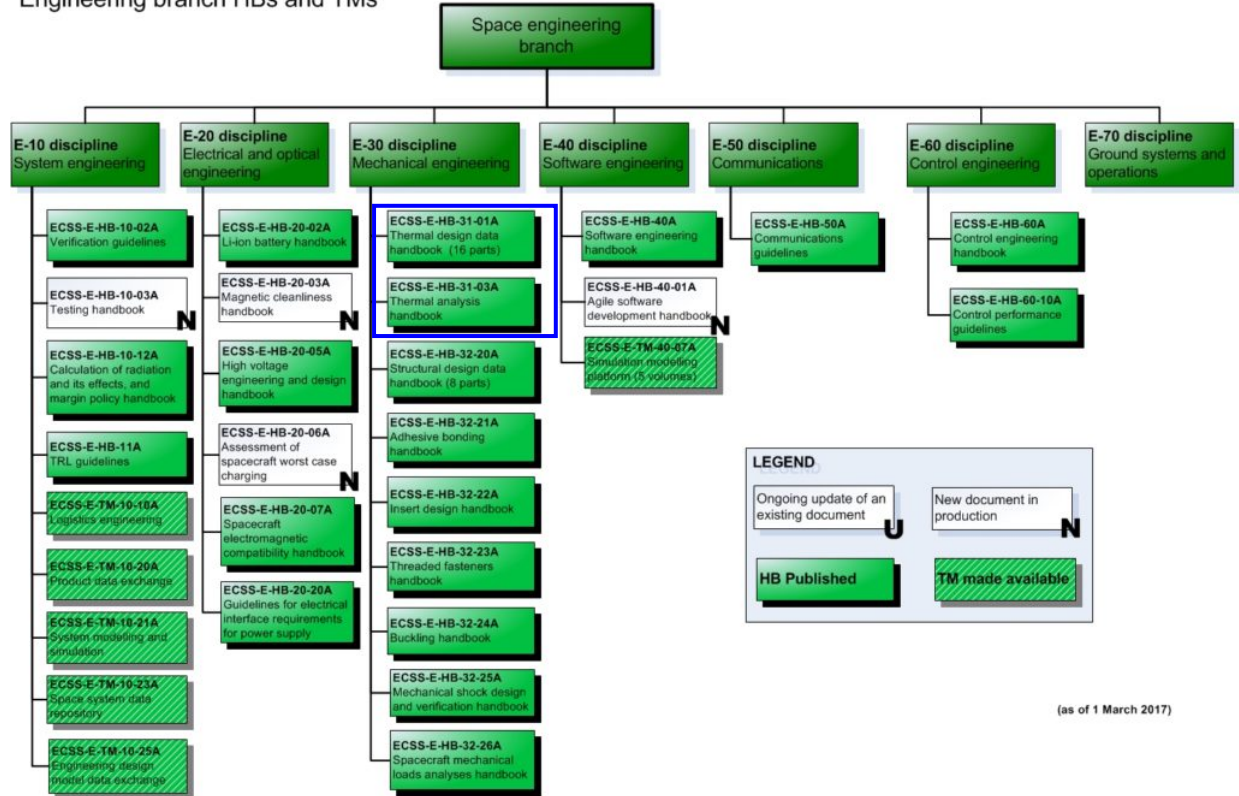 Engineering branch HBs and TMs
Space engineering
branch
E-10 discipline
System engineering
E-20 discipline
Electrical and optical
engineering
E-30 discipline
Mechanical engineering
E-40 discipline
Software engineering
E-50 discipline
Communications
E-60 discipline
Control engineering
E-70 discipline
Ground systems and
operations
ECSS-E-HB-10-02A
Verification guidelines
ECSS-E-HB-10-03A
Testing handbook
N
ECSS-E-HB-10-12A
Calculation of radiation
and its effects, and
margin policy handbook
ECSS-E-HB-11A
TRL guidelines
ECSS-E-TM-10-10A
Logistics engineering
ECSS-E-TM-10-20A
Product data exchange
ECSS-E-TM-10-21A
System modelling and
simulation
ECSS-E-TM-10-23A
Space system data
repository
ECSS-E-TM-10-25A
Engineering design
model data exchange
ECSS-E-HB-20-02A
Li-ion battery handbook
ECSS-E-HB-20-03A
Magnetic cleanliness
handbook
N
ECSS-E-HB-20-05A
High voltage
engineering and design
handbook
ECSS-E-HB-20-06A
Assessment of
spacecraft worst case
charging
N
ECSS-E-HB-20-07A
Spacecraft
electromagnetic
compatibility handbook
ECSS-E-HB-20-20A
Guidelines for electrical
interface requirements
for power supply
ECSS-E-HB-31-01A
Thermal design data
handbook (16 parts)
ECSS-E-HB-31-03A
Thermal analysis
handbook
ECSS-E-HB-32-20A
Structural design data
handbook (8 parts)
ECSS-E-HB-32-21A
Adhesive bonding
handbook
ECSS-E-HB-32-22A
Insert design handbook
ECSS-E-HB-32-23A
Threaded fasteners
handbook
ECSS-E-HB-32-24A
Buckling handbook
ECSS-E-HB-32-25A
Mechanical shock design
and verification handbook
ECSS-E-HB-32-26A
Spacecraft mechanical
loads analyses handbook
ECSS-E-HB-40A
Software engineering
handbook
ECSS-E-HB-40-01A
Agile software
development handbook
N
ECSS-E-TM-40-07A
Simulation modelling
platform (5 volumes)
ECSS-E-HB-50A
Communications
guidelines
ECSS-E-HB-60A
Control engineering
handbook
ECSS-E-HB-60-10A
Control performance
guidelines
LEGEND
Ongoing update of an
existing document
U
New document in
production
N
HB Published
TM made available
(as of 1 March 2017)